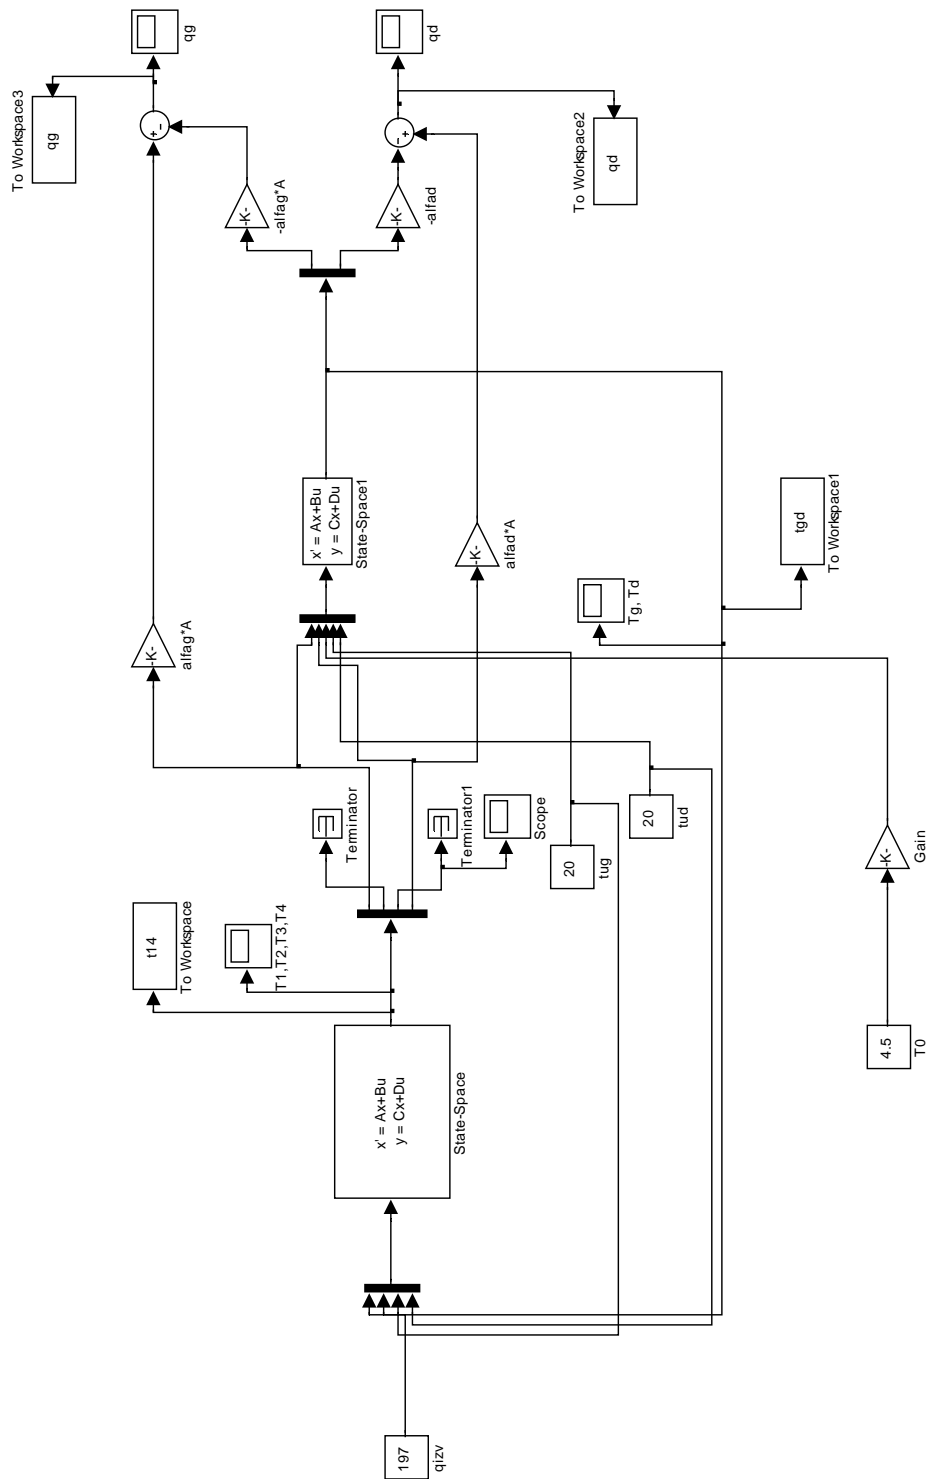 197
qizv
x' = Ax+Bu
y = Cx+Du
State-Space
t14
To Workspace
T1,T2,T3,T4
Terminator
Terminator1
Scope
20
tug
20
tud
4.5
T0
-K-
Gain
-K-
alfag*A
x' = Ax+Bu
y = Cx+Du
State-Space1
-K-
alfad*A
Tg, Td
tgd
To Workspace1
-K-
-alfag*A
-K-
-alfad
+
-
-
+
qg
To Workspace3
qg
qd
qd
To Workspace2